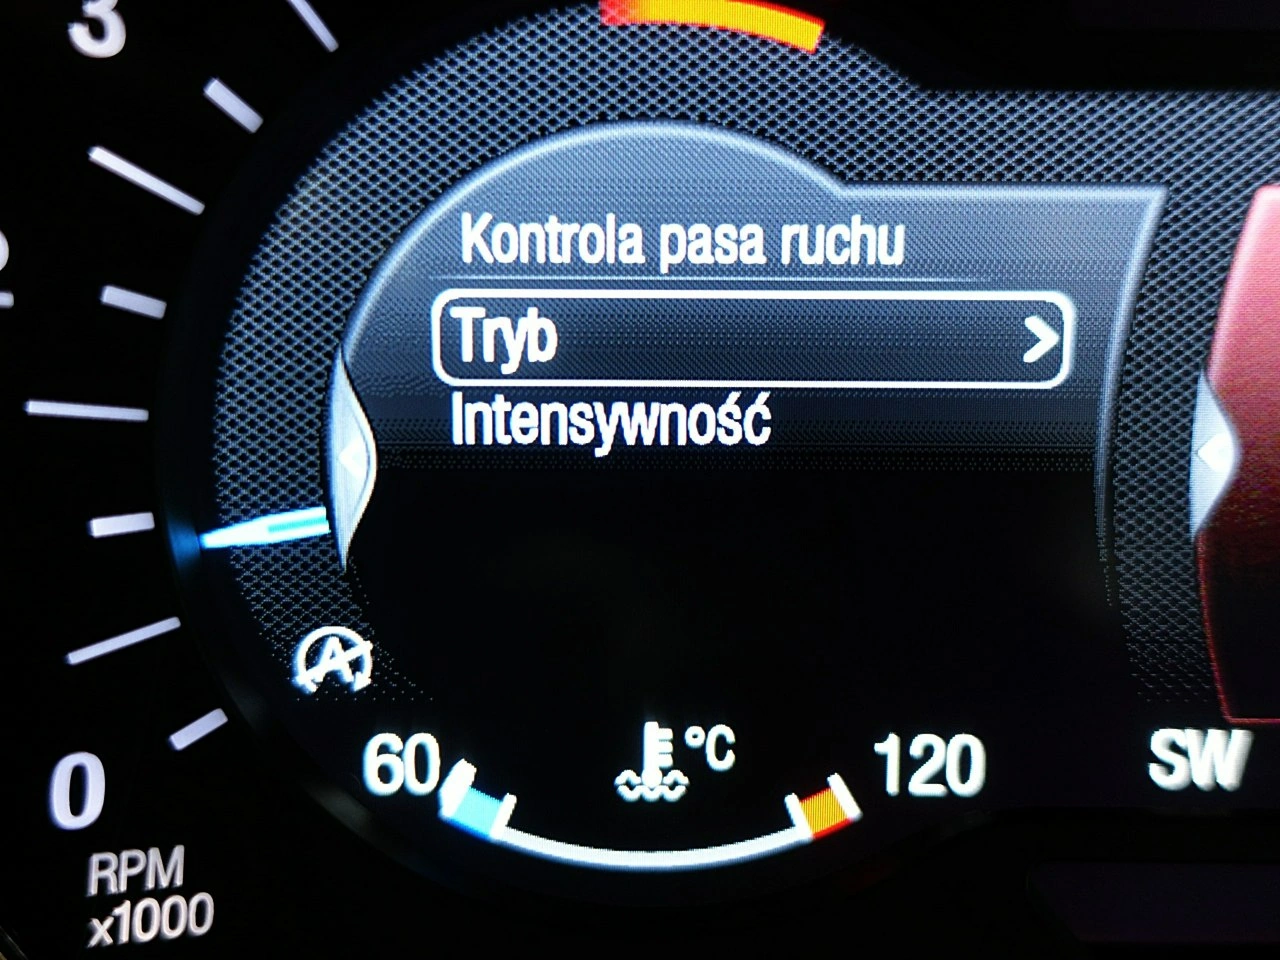 3
Kontrola pasa ruchu
Tryb
Intensywność
A
60
°C
120
SW
0
RPM
x1000